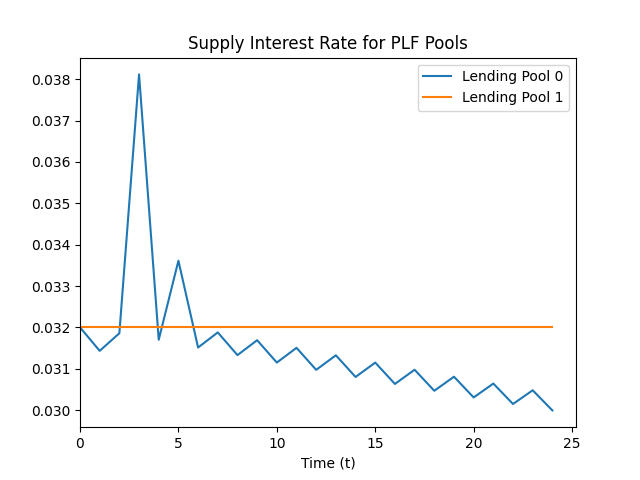 Supply Interest Rate for PLF Pools
Lending Pool 0
Lending Pool 1
0.038
0.037
0.036
0.035
0.034
0.033
0.032
0.031
0.030
0 5 10 15 20 25
Time (t)